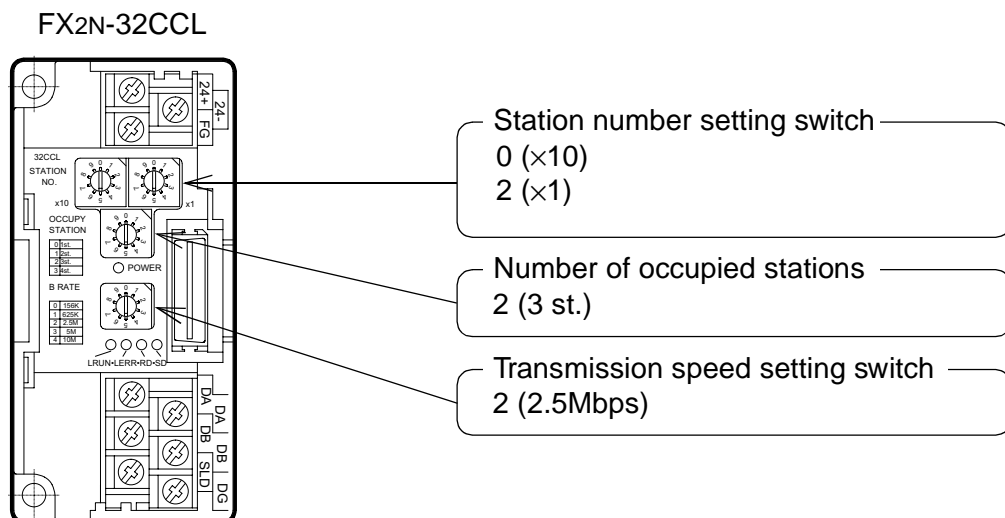 FX2N-32CCL
24+
24-
FG
32CCL
STATION
NO.
x10
x1
OCCUPY
STATION
0 1st.
1 2st.
2 3st.
3 4st.
POWER
B RATE
0 156K
1 625K
2 2.5M
3 5M
4 10M
LRUN•LERR•RD•SD
DA
DA
DB
DB
SLD
DG
Station number setting switch
0 (×10)
2 (×1)
Number of occupied stations
2 (3 st.)
Transmission speed setting switch
2 (2.5Mbps)